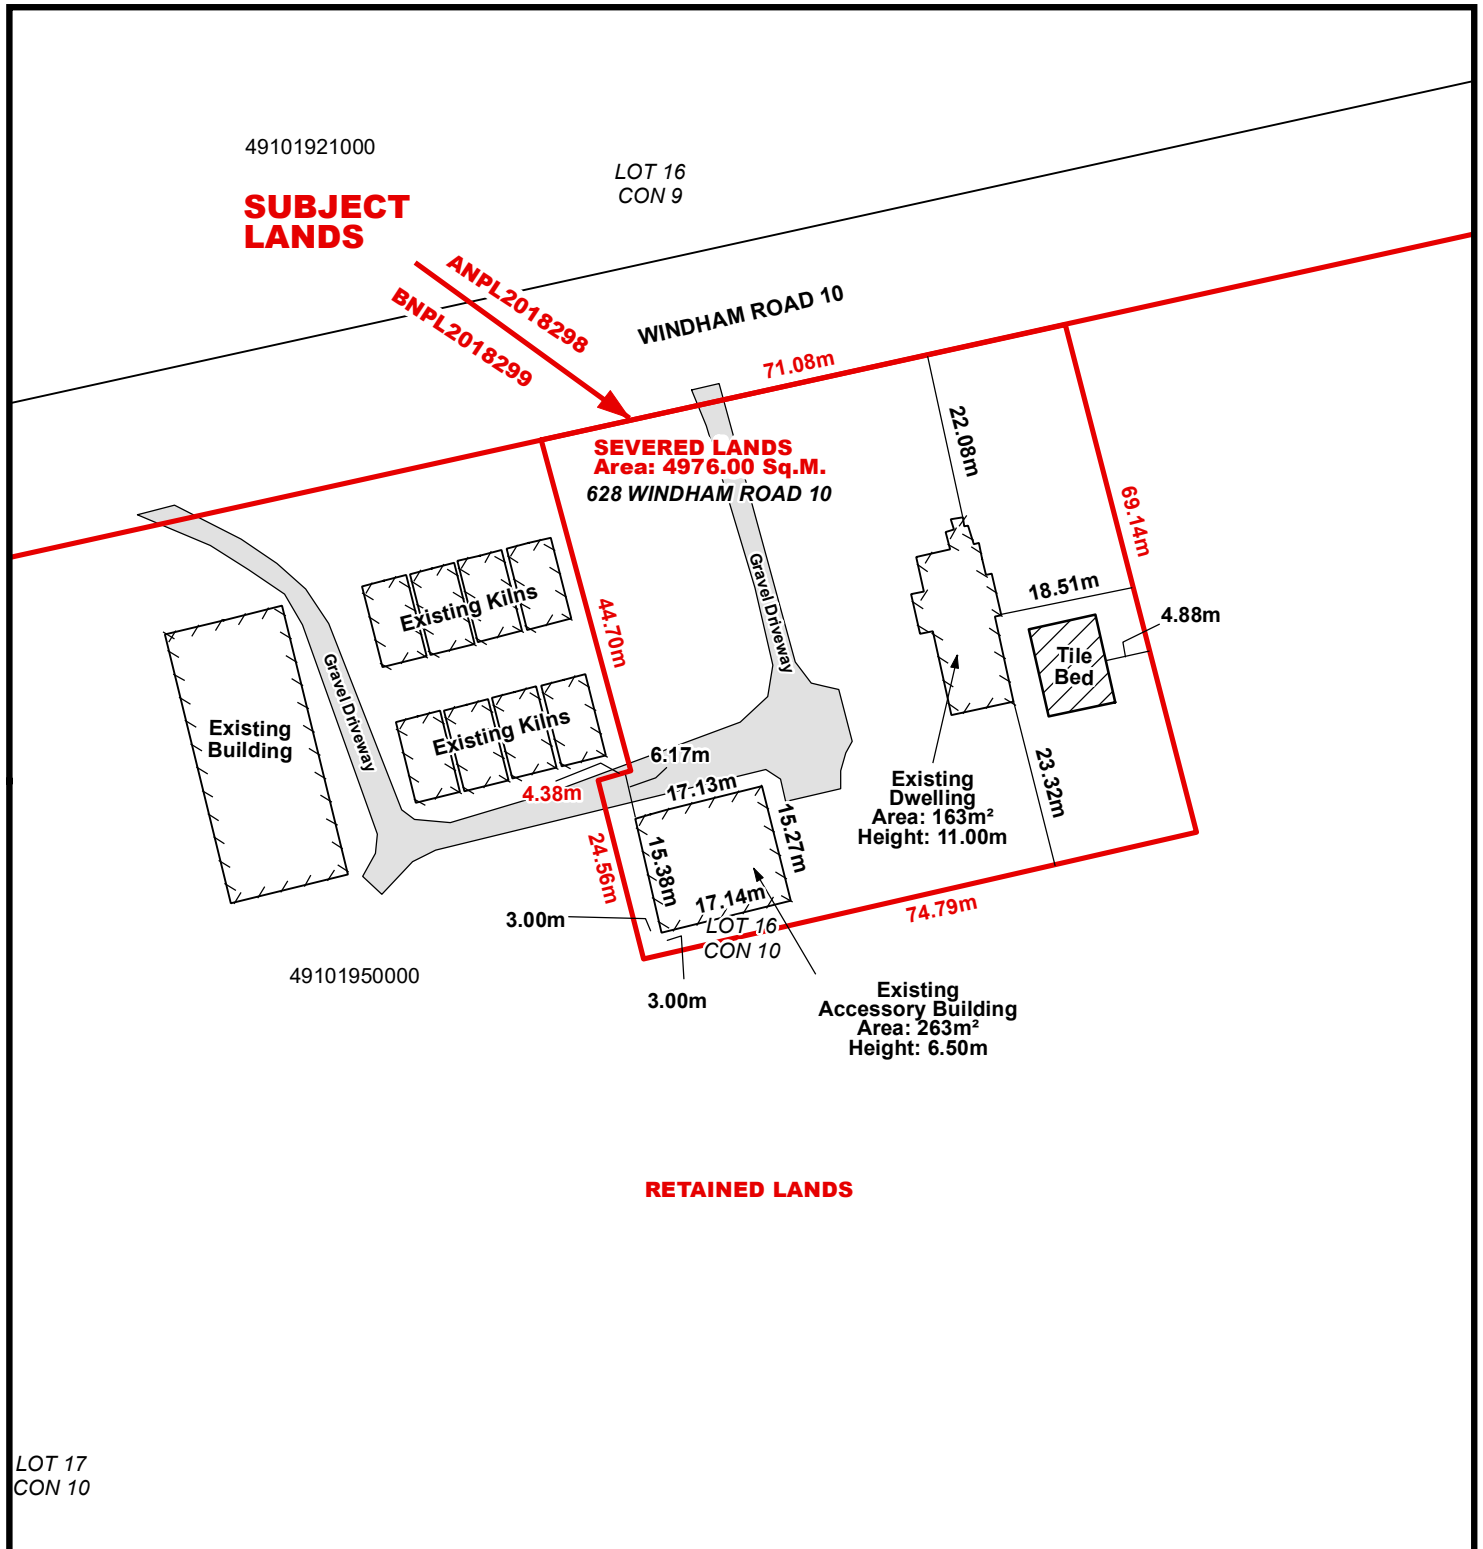 49101921000
LOT 16
CON 9
SUBJECT
LANDS
ANPL2018298
BNPL2018299
WINDHAM ROAD 10
71.08m
22.08m
SEVERED LANDS
Area: 4976.00 Sq.M.
628 WINDHAM ROAD 10
69.14m
Gravel Driveway
18.51m
4.88m
Existing Kilns
44.70m
Tile
Bed
Gravel Driveway
Existing
Building
Existing Kilns
6.17m
4.38m
17.13m
23.32m
Existing
Dwelling
Area: 163m²
Height: 11.00m
15.27m
24.56m
15.38m
17.14m
3.00m
LOT 16
CON 10
74.79m
49101950000
3.00m
Existing
Accessory Building
Area: 263m²
Height: 6.50m
RETAINED LANDS
LOT 17
CON 10